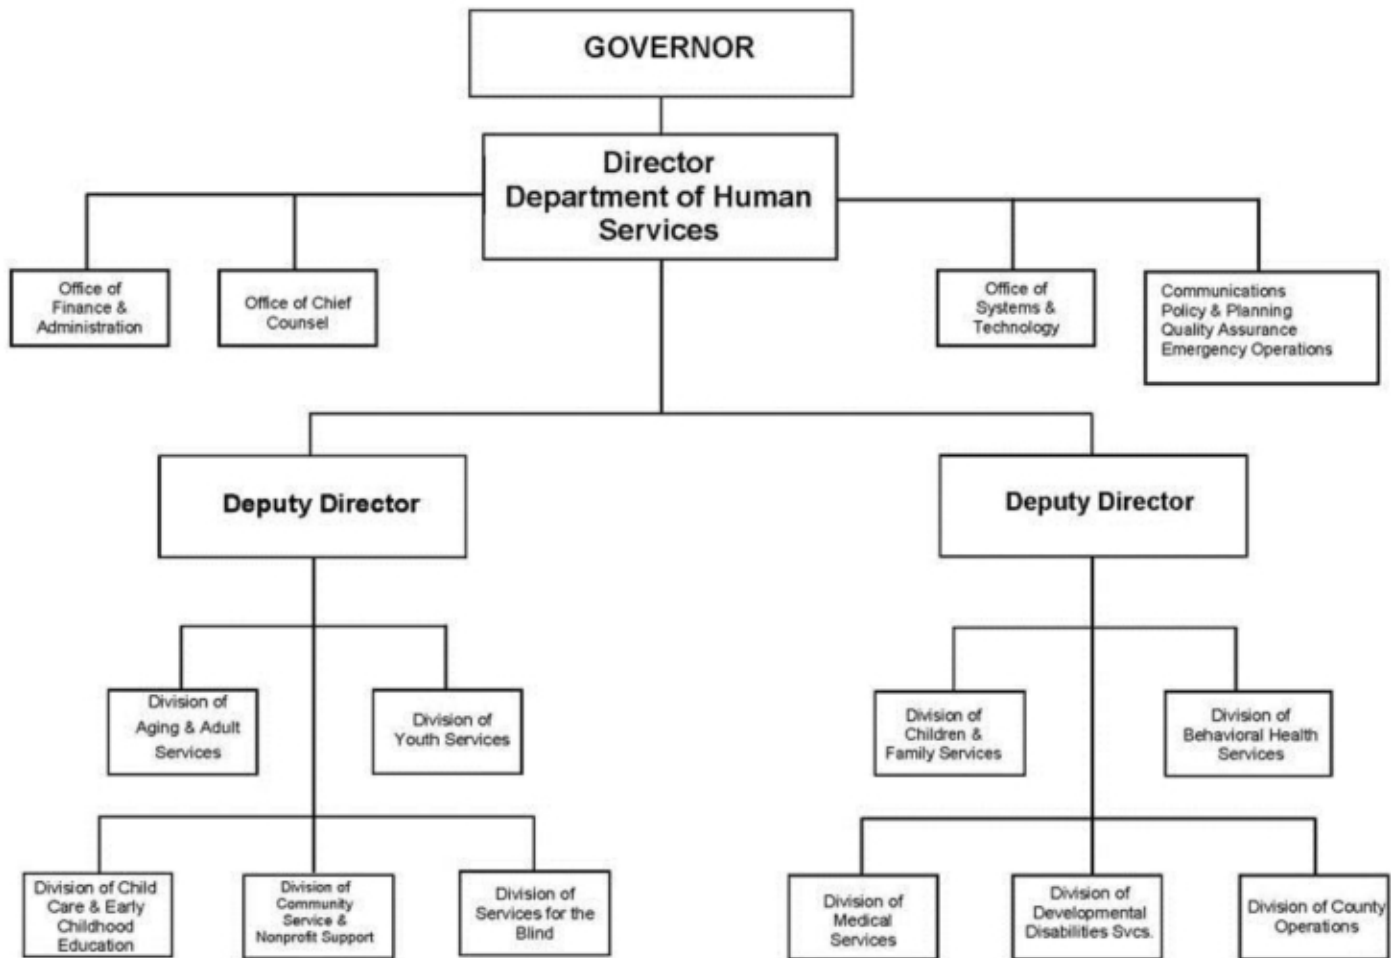 GOVERNOR
Director
Department of Human
Services
Office of
Finance &
Administration
Office of Chief
Counsel
Office of
Systems &
Technology
Communications
Policy & Planning
Quality Assurance
Emergency Operations
Deputy Director
Deputy Director
Division of
Aging & Adult
Services
Division of
Youth Services
Division of
Children &
Family Services
Division of
Behavioral Health
Services
Division of Child
Care & Early
Childhood
Education
Division of
Community
Service &
Nonprofit Support
Division of
Services for the
Blind
Division of
Medical
Services
Division of
Developmental
Disabilities Svcs.
Division of County
Operations